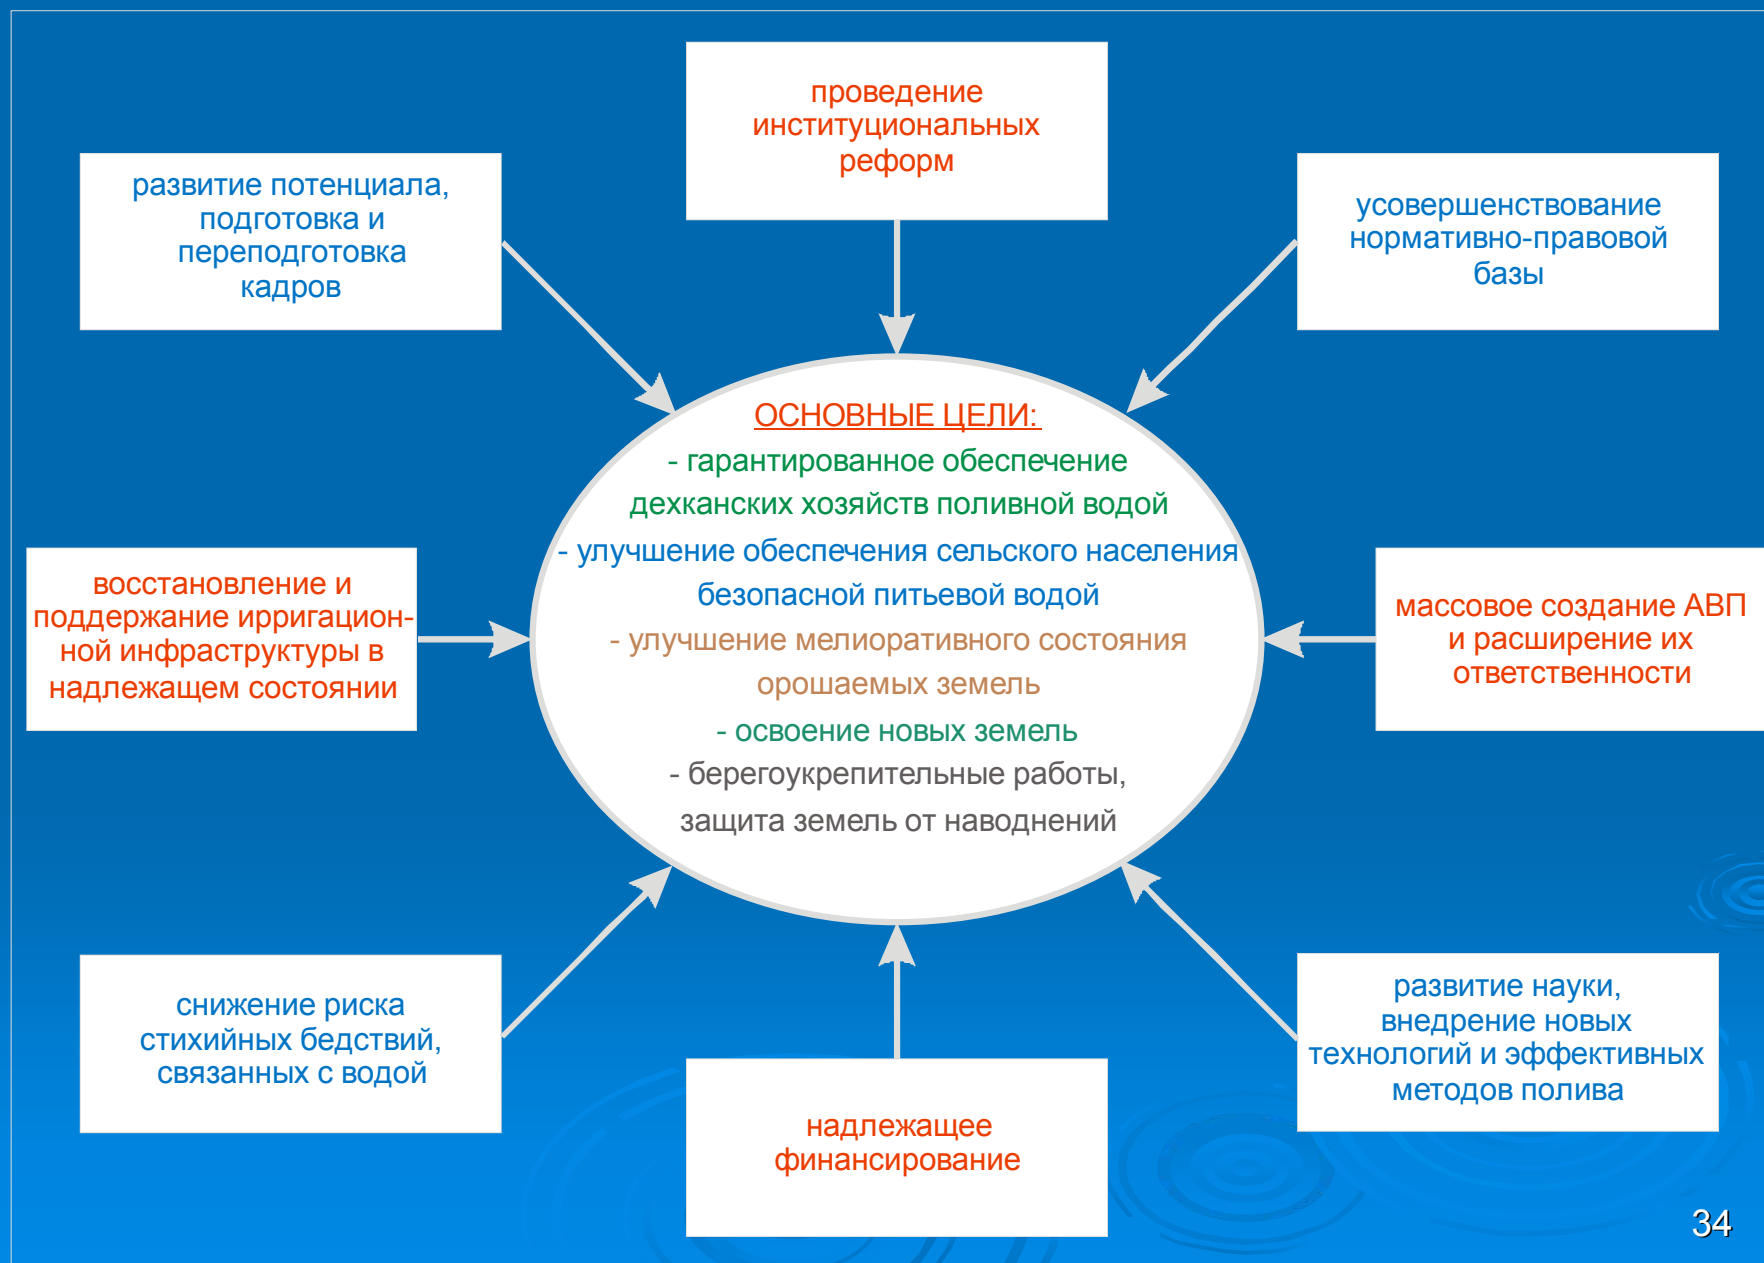 проведение
институциональных
реформ
развитие потенциала,
подготовка и
переподготовка
кадров
усовершенствование
нормативно-правовой
базы
ОСНОВНЫЕ ЦЕЛИ:
- гарантированное обеспечение
дехканских хозяйств поливной водой
- улучшение обеспечения сельского населения
безопасной питьевой водой
- улучшение мелиоративного состояния
орошаемых земель
- освоение новых земель
- берегоукрепительные работы,
защита земель от наводнений
восстановление и
поддержание ирригацион-
ной инфраструктуры в
надлежащем состоянии
массовое создание АВП
и расширение их
ответственности
снижение риска
стихийных бедствий,
связанных с водой
надлежащее
финансирование
развитие науки,
внедрение новых
технологий и эффективных
методов полива
34